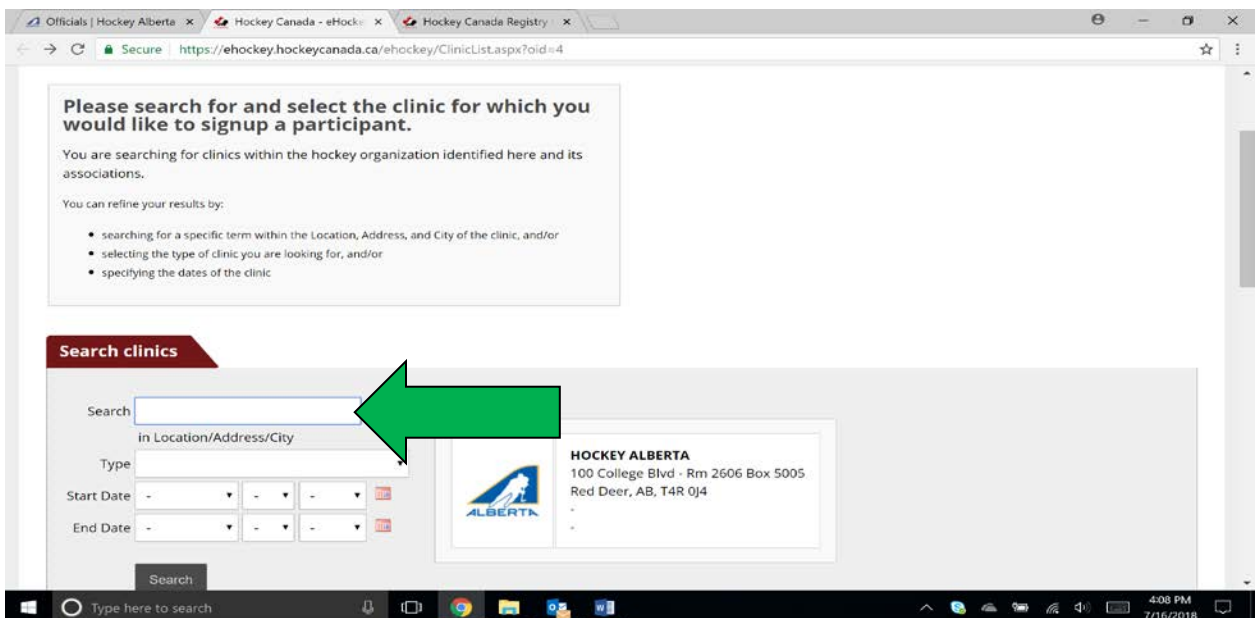 Officials | Hockey Alberta
Hockey Canada - eHocke
Hockey Canada Registry
Secure https://ehockey.hockeycanada.ca/ehockey/ClinicList.aspx?oid=4
Please search for and select the clinic for which you
would like to signup a participant.
You are searching for clinics within the hockey organization identified here and its
associations.
You can refine your results by:
• searching for a specific term within the Location, Address, and City of the clinic, and/or
• selecting the type of clinic you are looking for, and/or
• specifying the dates of the clinic
Search clinics
Search
in Location/Address/City
Type
Start Date - - -
End Date - - -
Search
ALBERTA
HOCKEY ALBERTA
100 College Blvd - Rm 2606 Box 5005
Red Deer, AB, T4R 0J4
-
-
Type here to search
4:08 PM
7/16/2018